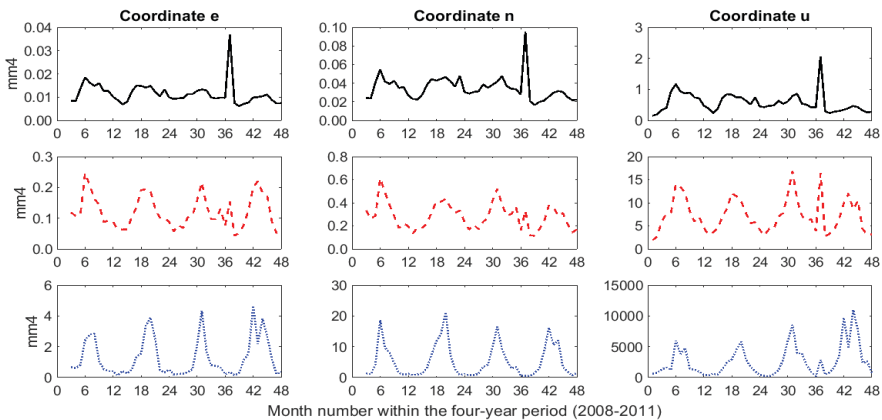 Coordinate e Coordinate n Coordinate u
0.04 0.10 3
0.03 0.08
0.06 2
0.02
0.04 1
0.01 0.02
0.00 0.00 0
mm4
0 6 12 18 24 30 36 42 48 0 6 12 18 24 30 36 42 48 0 6 12 18 24 30 36 42 48
0.3 0.8 20
0.6 15
0.2
0.4 10
0.1 0.2 5
0.0 0.0 0
mm4
0 6 12 18 24 30 36 42 48 0 6 12 18 24 30 36 42 48 0 6 12 18 24 30 36 42 48
6 30 15000
4 20 10000
2 10 5000
0 0 0
mm4
0 6 12 18 24 30 36 42 48 0 6 12 18 24 30 36 42 48 0 6 12 18 24 30 36 42 48
Month number within the four-year period (2008-2011)